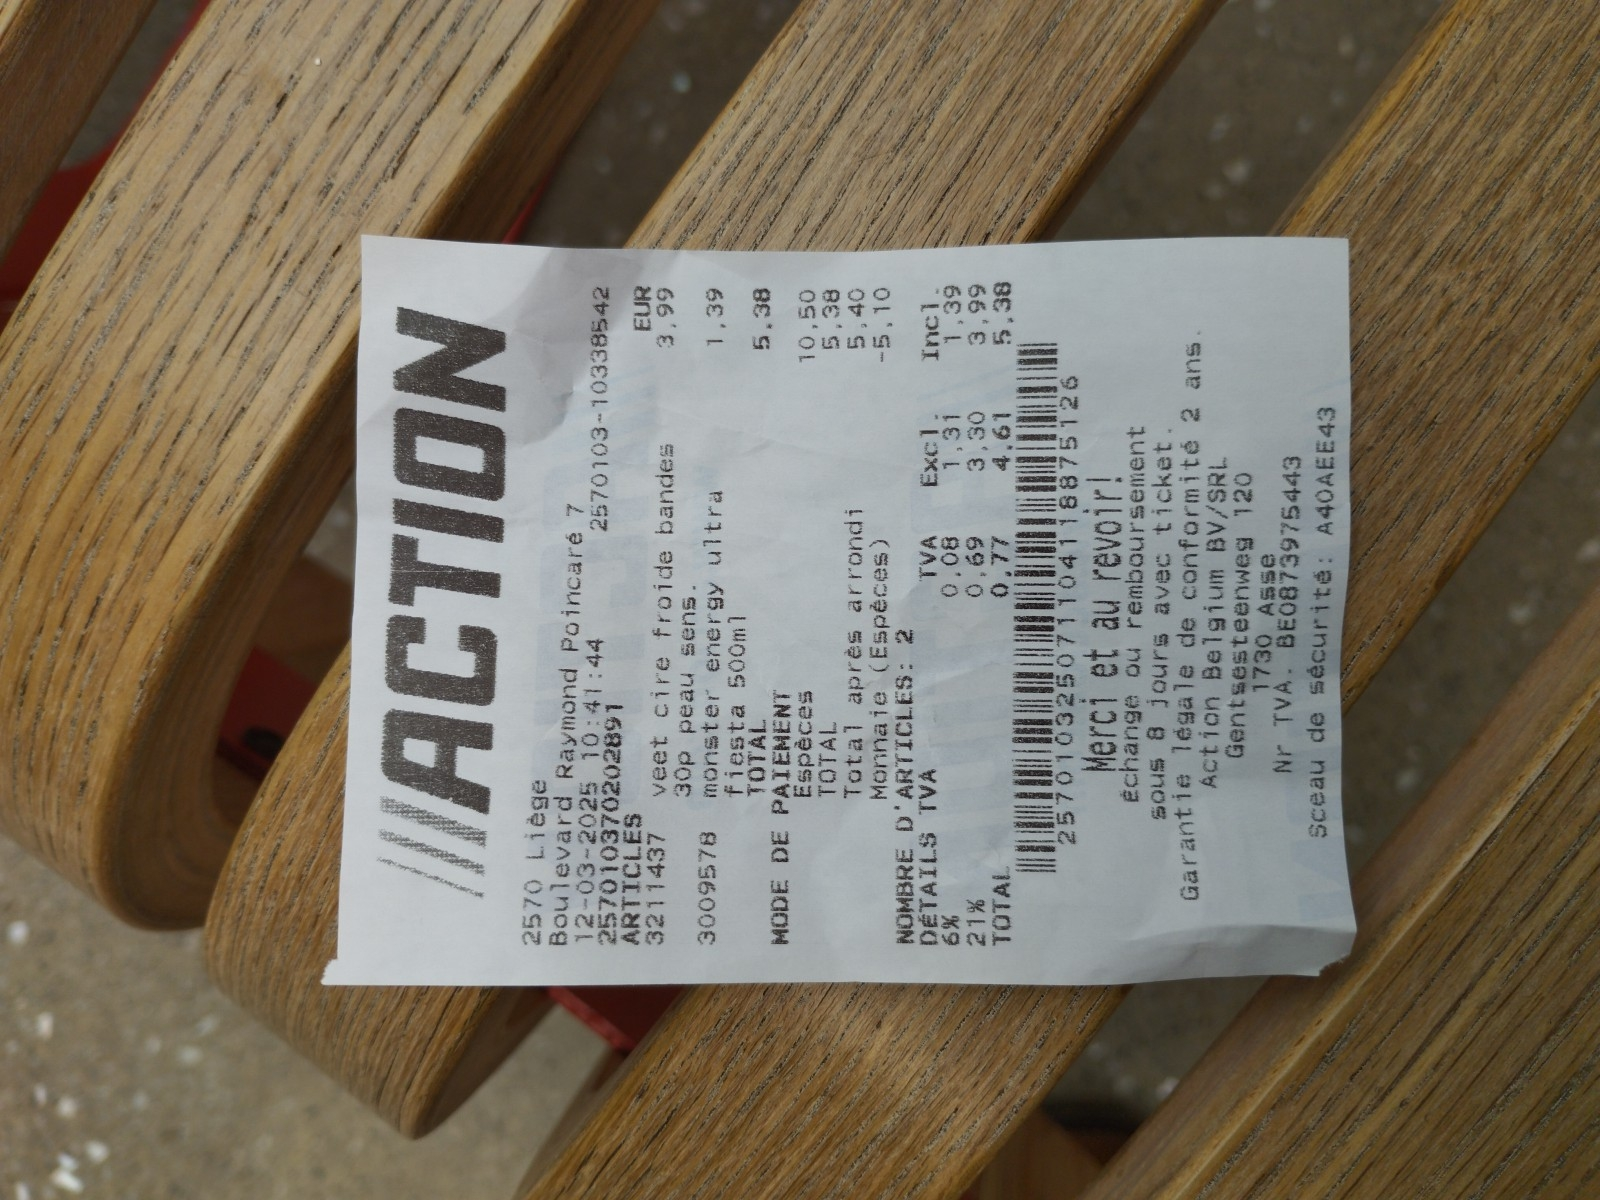 ///ACTION
2570 Liège
Boulevard Raymond Poincaré 7
12-03-2025 10:41:44 2570103-10338542
257010370202891
ARTICLES EUR
3211437 veet cire froide bandes 3,99
30p peau sens.
3009578 monster energy ultra 1,39
fiesta 500ml
TOTAL 5,38
MODE DE PAIEMENT
Espèces 10,50
TOTAL 5,38
Total après arrondi 5,40
Monnaie (Espèces) -5,10
NOMBRE D'ARTICLES: 2
DÉTAILS TVA TVA Excl. Incl.
6% 0,08 1,31 1,39
21% 0,69 3,30 3,99
TOTAL 0,77 4,61 5,38
257010325071104118875126
Merci et au revoir!
échange ou remboursement
sous 8 jours avec ticket.
Garantie légale de conformité 2 ans.
Action Belgium BV/SRL
Gentsesteenweg 120
1730 Asse
Nr TVA. BE0873975443
Sceau de sécurité: A40AEE43